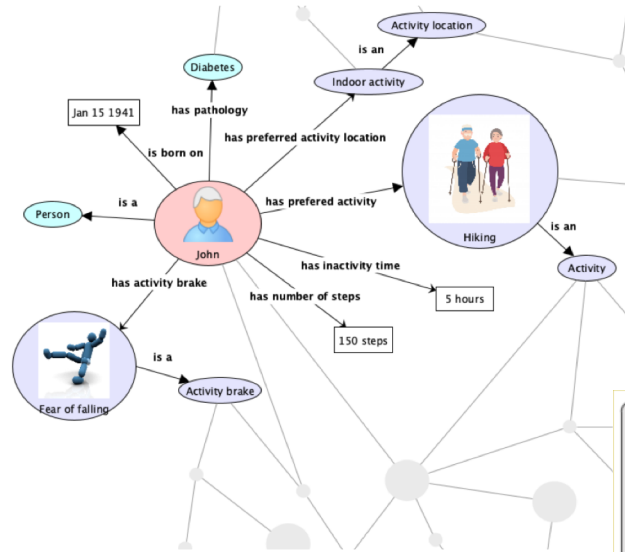 Activity location
is an
Diabetes
Indoor activity
Jan 15 1941
has pathology
has preferred activity location
is born on
has prefered activity
is a
Person
Hiking
is an
John
has inactivity time
Activity
has activity brake
has number of steps
5 hours
150 steps
is a
Activity brake
Fear of falling